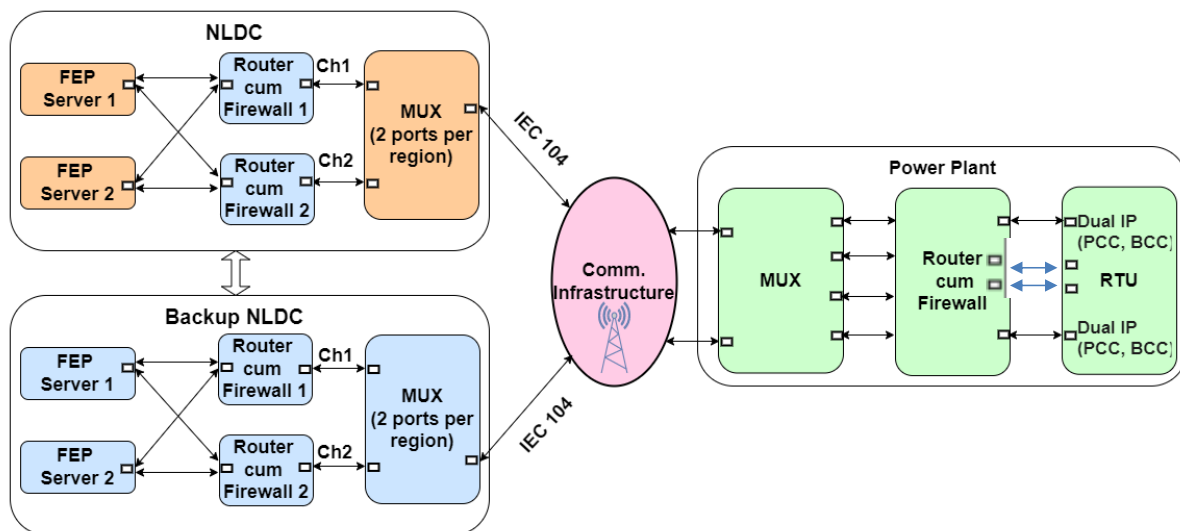 NLDC
FEP
Server 1
Router
cum
Firewall 1
Ch1
MUX
(2 ports per
region)
FEP
Server 2
Router
cum
Firewall 2
Ch2
IEC 104
Backup NLDC
FEP
Server 1
Router
cum
Firewall 1
Ch1
MUX
(2 ports per
region)
FEP
Server 2
Router
cum
Firewall 2
Ch2
IEC 104
Comm.
Infrastructure
Power Plant
MUX
Router
cum
Firewall
Dual IP
(PCC, BCC)
RTU
Dual IP
(PCC, BCC)